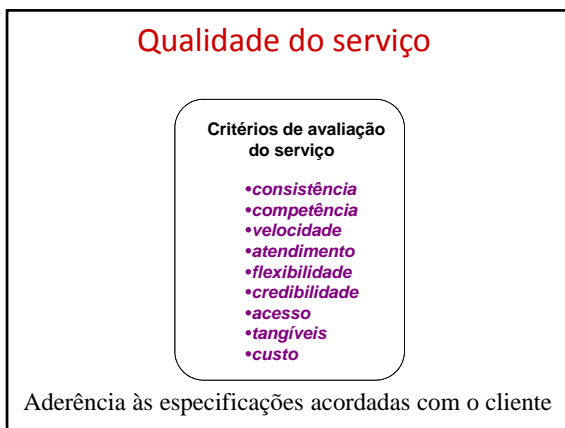 Qualidade do serviço
Critérios de avaliação
do serviço
•consistência
•competência
•velocidade
•atendimento
•flexibilidade
•credibilidade
•acesso
•tangíveis
•custo
Aderência às especificações acordadas com o cliente